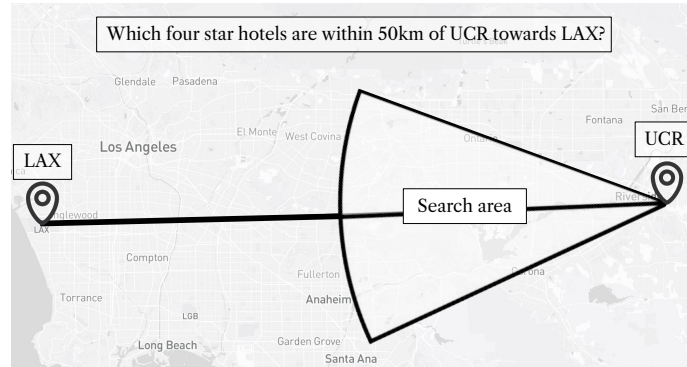 Which four star hotels are within 50km of UCR towards LAX?
Glendale
Pasadena
San Ber
Fontana
El Monte
West Covina
Ontario
Los Angeles
UCR
LAX
Riverside
Search area
Inglewood
LAX
Compton
Fullerton
Corona
Anaheim
Torrance
LGB
Long Beach
Garden Grove
Santa Ana